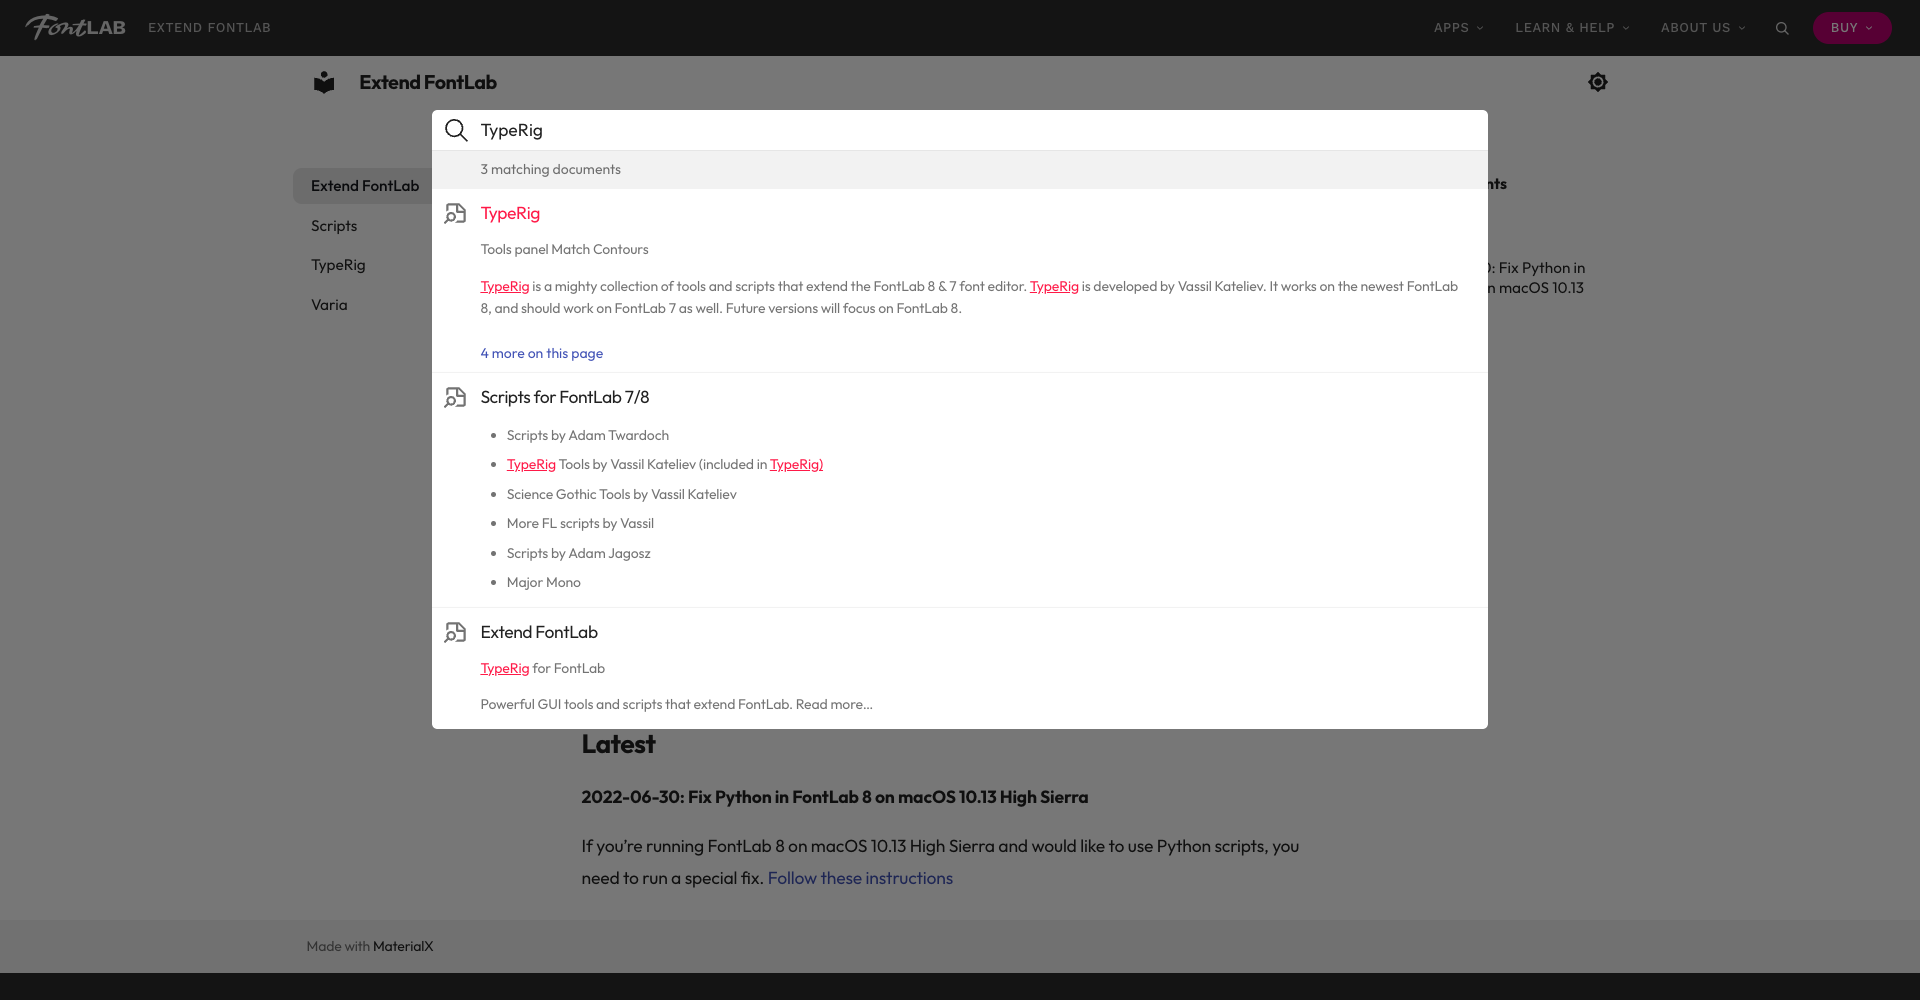 FontLAB EXTEND FONTLAB APPS LEARN & HELP ABOUT US BUY
Extend FontLab
TypeRig
3 matching documents
TypeRig
Tools panel Match Contours
TypeRig is a mighty collection of tools and scripts that extend the FontLab 8 & 7 font editor. TypeRig is developed by Vassil Kateliev. It works on the newest FontLab
8, and should work on FontLab 7 as well. Future versions will focus on FontLab 8.
4 more on this page
Scripts for FontLab 7/8
Scripts by Adam Twardoch
TypeRig Tools by Vassil Kateliev (included in TypeRig)
Science Gothic Tools by Vassil Kateliev
More FL scripts by Vassil
Scripts by Adam Jagosz
Major Mono
Extend FontLab
TypeRig for FontLab
Powerful GUI tools and scripts that extend FontLab. Read more…
Extend FontLab
Scripts
TypeRig
Varia
: Fix Python in
macOS 10.13
Latest
2022-06-30: Fix Python in FontLab 8 on macOS 10.13 High Sierra
If you’re running FontLab 8 on macOS 10.13 High Sierra and would like to use Python scripts, you
need to run a special fix. Follow these instructions
Made with MaterialX